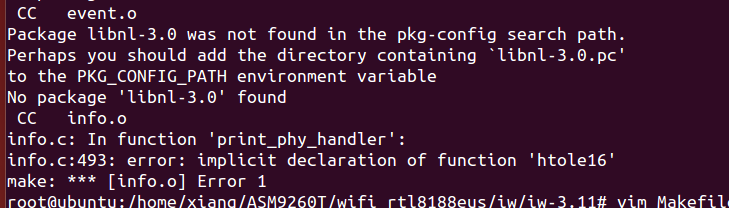 CC event.o
Package libnl-3.0 was not found in the pkg-config search path.
Perhaps you should add the directory containing `libnl-3.0.pc'
to the PKG_CONFIG_PATH environment variable
No package 'libnl-3.0' found
CC info.o
info.c: In function 'print_phy_handler':
info.c:493: error: implicit declaration of function 'htole16'
make: *** [info.o] Error 1
root@ubuntu:/home/xiang/ASM9260T/wifi_rtl8188eus/iw/iw-3.11# vim Makefile